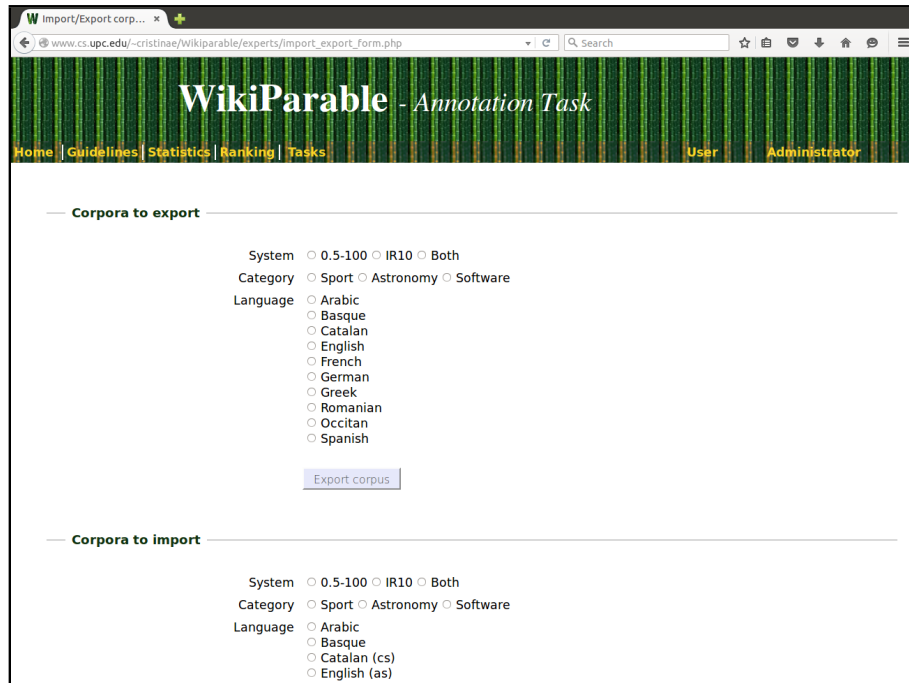 Import/Export corp...
www.cs.upc.edu/~cristinae/Wikiparable/experts/import_export_form.php
Search
WikiParable - Annotation Task
Home | Guidelines | Statistics | Ranking | Tasks User Administrator
Corpora to export
System 0.5-100 IR10 Both
Category Sport Astronomy Software
Language Arabic
Basque
Catalan
English
French
German
Greek
Romanian
Occitan
Spanish
Export corpus
Corpora to import
System 0.5-100 IR10 Both
Category Sport Astronomy Software
Language Arabic
Basque
Catalan (cs)
English (as)